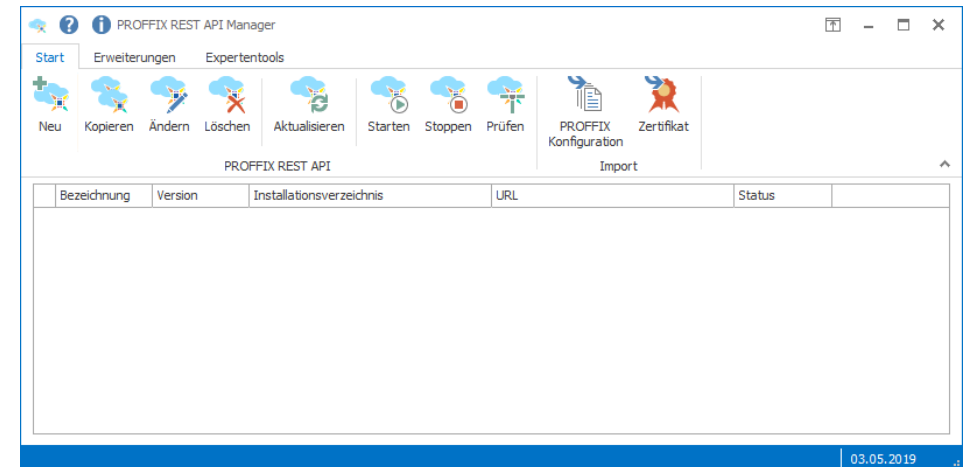 PROFFIX REST API Manager
Start Erweiterungen Expertentools
Neu Kopieren Ändern Löschen Aktualisieren Starten Stoppen Prüfen PROFFIX Konfiguration Zertifikat
PROFFIX REST API Import
Bezeichnung Version Installationsverzeichnis URL Status
03.05.2019